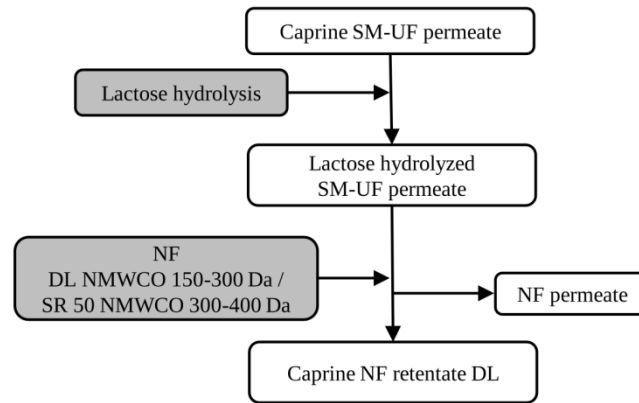 Caprine SM-UF permeate
Lactose hydrolysis
Lactose hydrolyzed
SM-UF permeate
NF
DL NMWCO 150-300 Da /
SR 50 NMWCO 300-400 Da
NF permeate
Caprine NF retentate DL